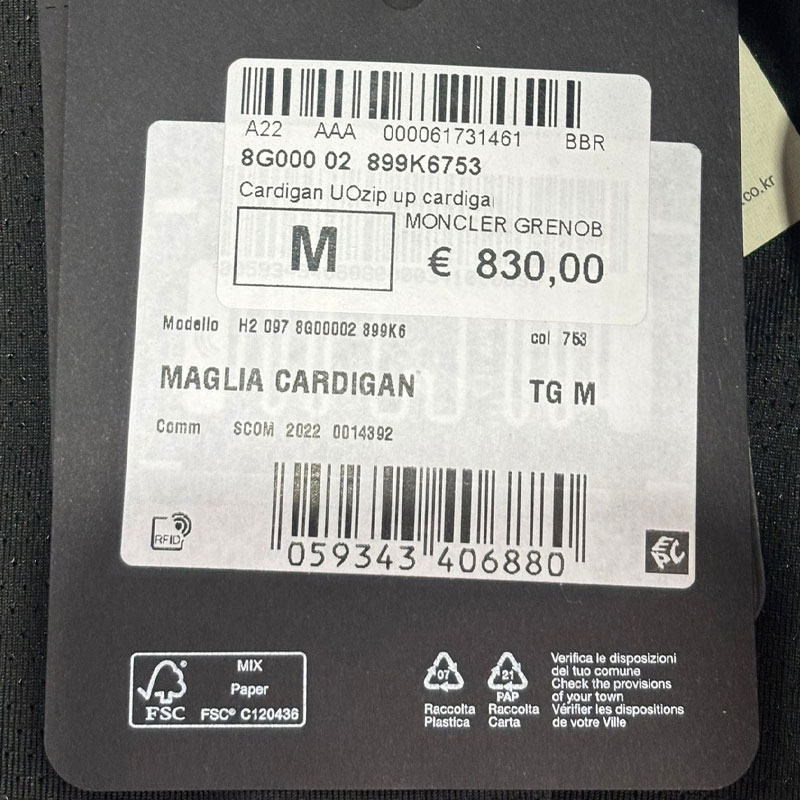 A22 AAA 000061731461 BBR
8G000 02 899K6753
Cardigan UOzip up cardiga
MONCLER GRENOB
M € 830,00
.co.kr
Modello H2 097 8G00002 899K6 col 753
MAGLIA CARDIGAN TG M
Comm SCOM 2022 0014392
RFID
059343 406880
EPC
MIX
Paper
FSC FSC® C120436
07 21
PAP
Raccolta Plastica
Raccolta Carta
Verifica le disposizioni
del tuo comune
Check the provisions
of your town
Vérifier les dispositions
de votre Ville